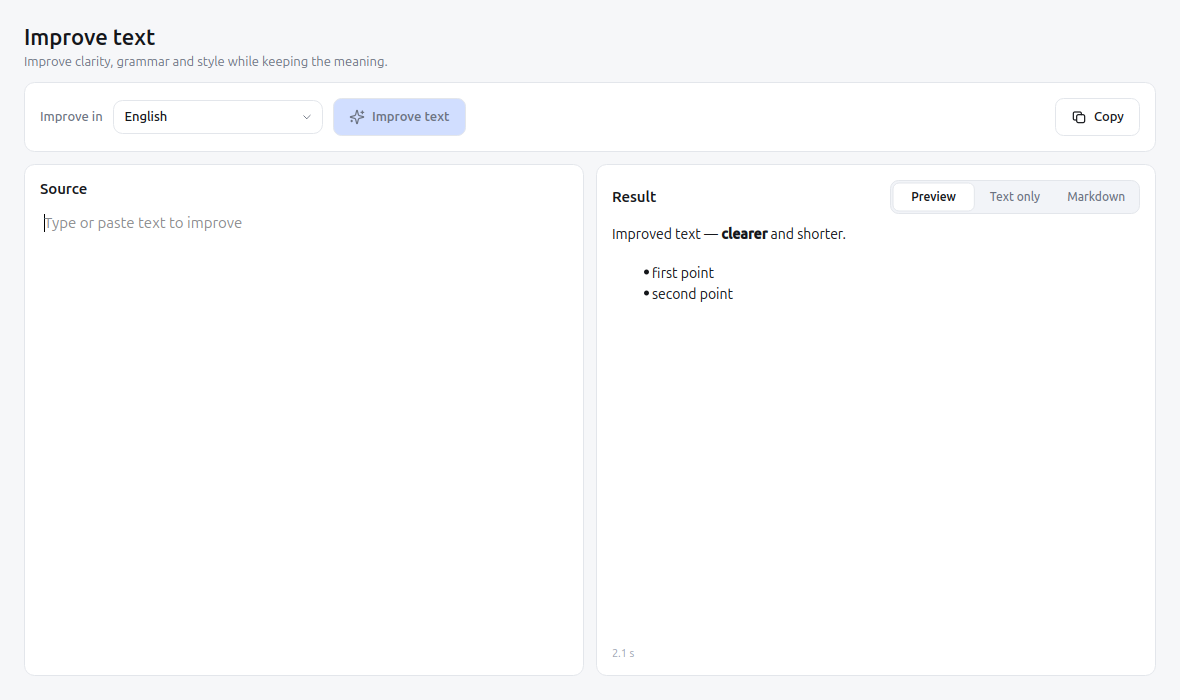 Improve text
Improve clarity, grammar and style while keeping the meaning.
Improve in
English
Improve text
Copy
Source
Type or paste text to improve
Result
Preview
Text only
Markdown
Improved text — clearer and shorter.
• first point
• second point
2.1 s